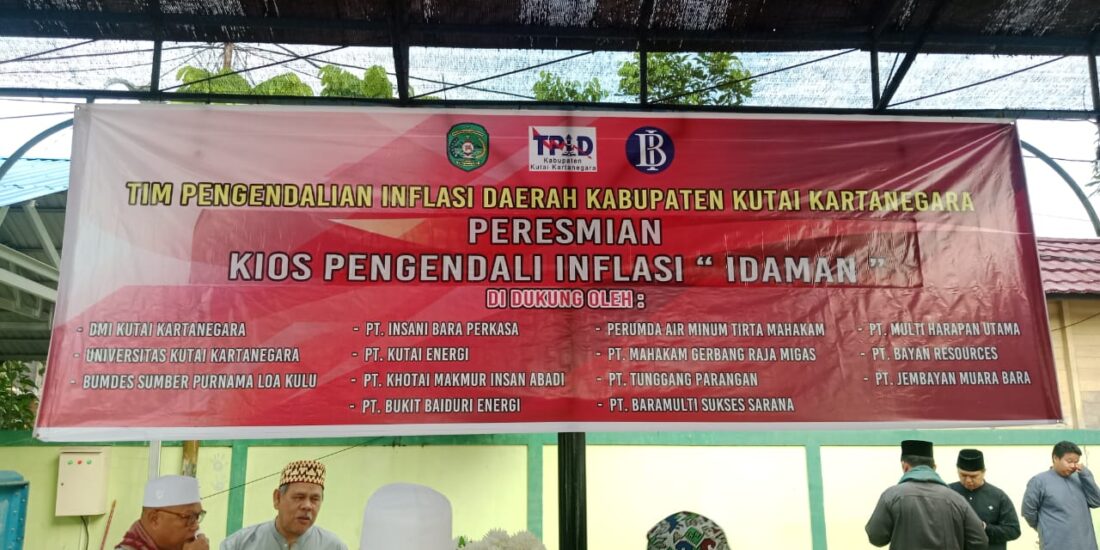 TPID
Kabupaten
Kutai Kartanegara
BI
TIM PENGENDALIAN INFLASI DAERAH KABUPATEN KUTAI KARTANEGARA
PERESMIAN
KIOS PENGENDALI INFLASI “ IDAMAN ”
DI DUKUNG OLEH :
- DMI KUTAI KARTANEGARA
- UNIVERSITAS KUTAI KARTANEGARA
- BUMDES SUMBER PURNAMA LOA KULU
- PT. INSANI BARA PERKASA
- PT. KUTAI ENERGI
- PT. KHOTAI MAKMUR INSAN ABADI
- PT. BUKIT BAIDURI ENERGI
- PERUMDA AIR MINUM TIRTA MAHAKAM
- PT. MAHAKAM GERBANG RAJA MIGAS
- PT. TUNGGANG PARANGAN
- PT. BARAMULTI SUKSES SARANA
- PT. MULTI HARAPAN UTAMA
- PT. BAYAN RESOURCES
- PT. JEMBAYAN MUARA BARA